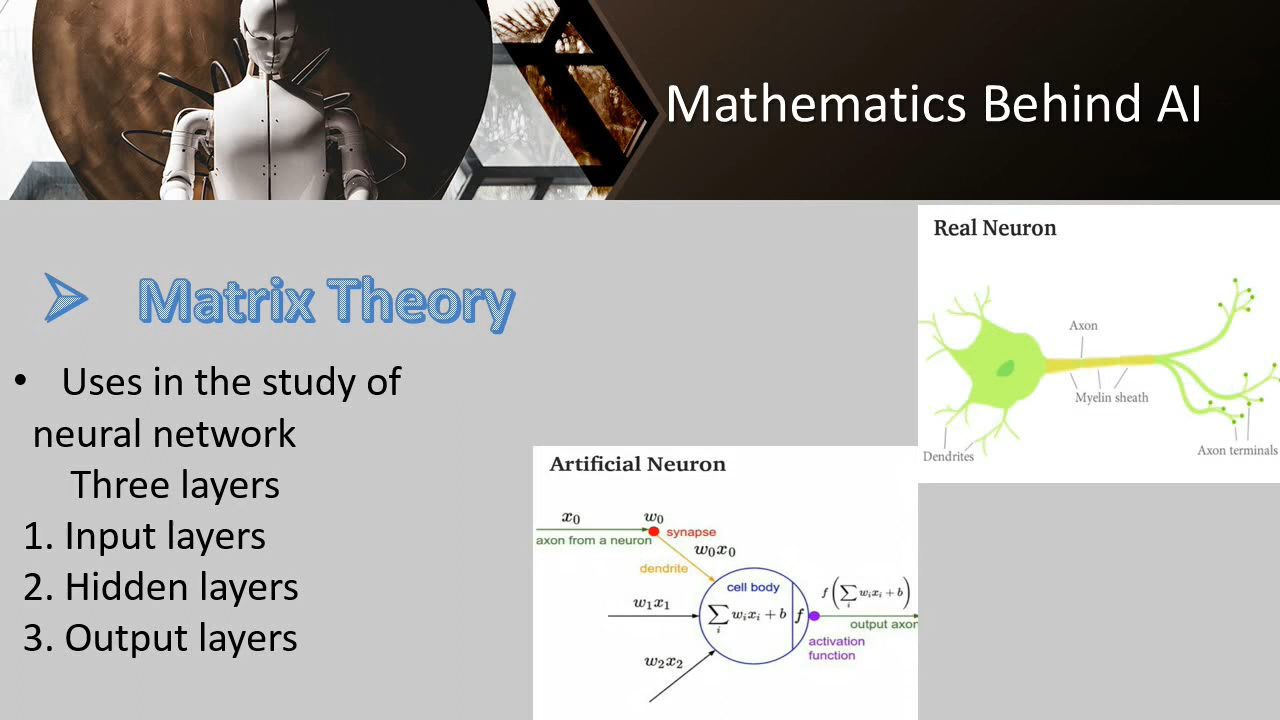 Mathematics Behind AI
➢ Matrix Theory
• Uses in the study of
neural network
Three layers
1. Input layers
2. Hidden layers
3. Output layers
Real Neuron
Axon
Myelin sheath
Dendrites
Axon terminals
Artificial Neuron
x₀
w₀
synapse
axon from a neuron
w₀x₀
dendrite
cell body
w₁x₁
∑ᵢ wᵢxᵢ + b
f
f(∑ᵢ wᵢxᵢ + b)
output axon
activation
function
w₂x₂